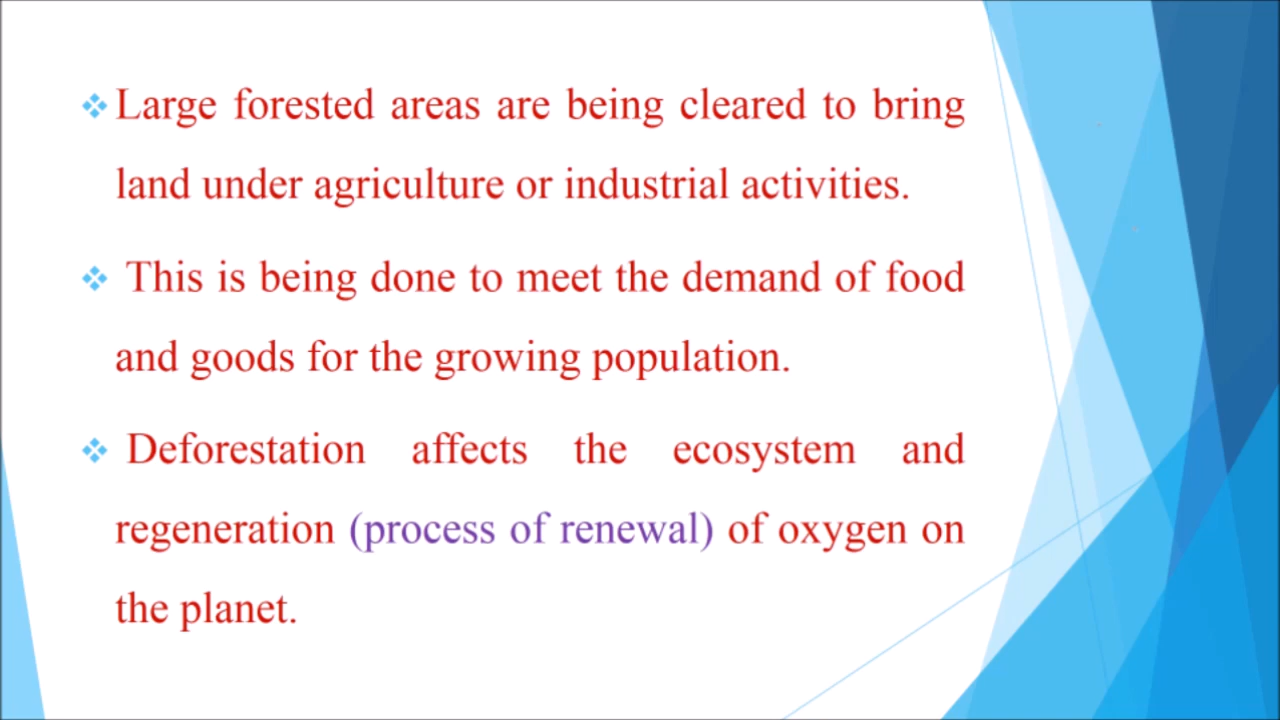 ❖Large forested areas are being cleared to bring
land under agriculture or industrial activities.
❖ This is being done to meet the demand of food
and goods for the growing population.
❖ Deforestation affects the ecosystem and
regeneration (process of renewal) of oxygen on
the planet.